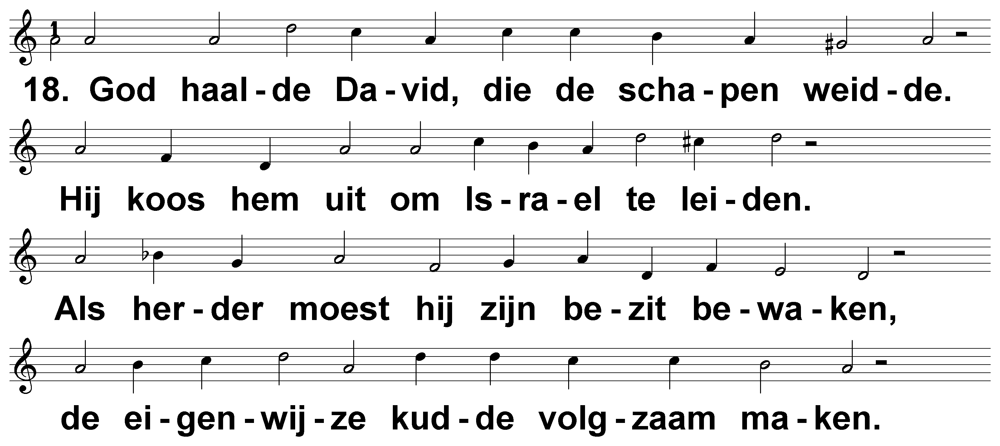 1
18. God haal-de Da-vid, die de scha-pen weid-de.
Hij koos hem uit om Is-ra-el te lei-den.
Als her-der moest hij zijn be-zit be-wa-ken,
de ei-gen-wij-ze kud-de volg-zaam ma-ken.